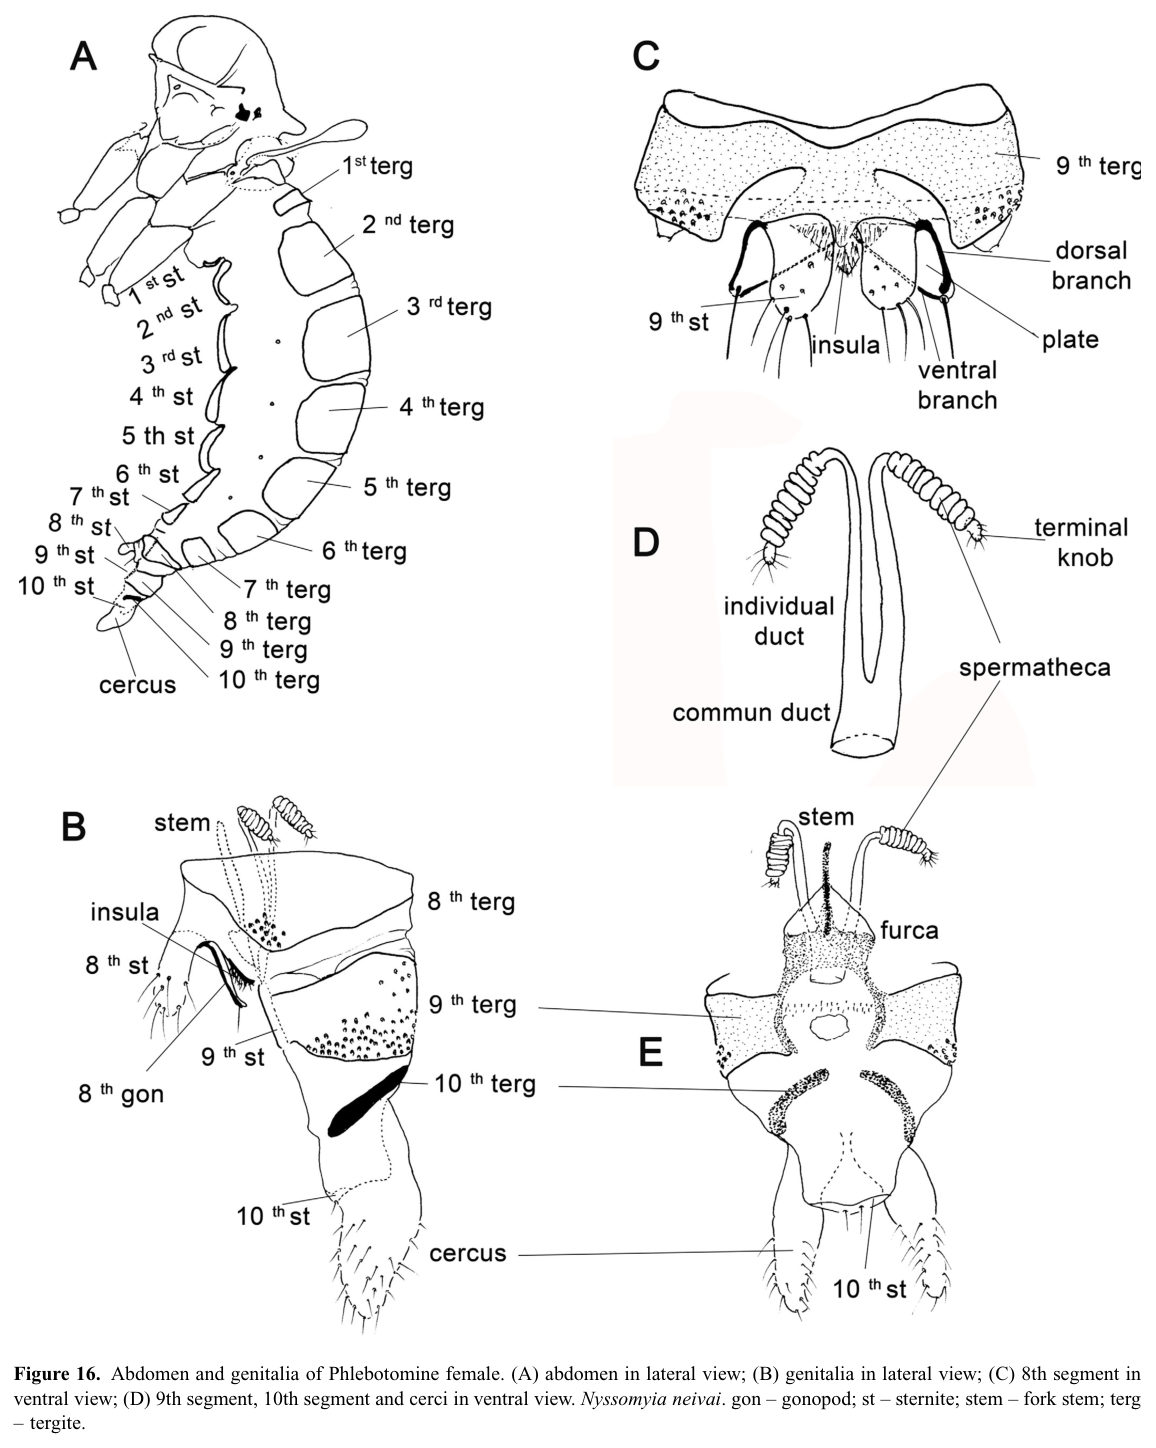 A
1st terg
2 nd terg
3 rd terg
4 th terg
5 th terg
6 th terg
7 th terg
8 th terg
9 th terg
10 th terg
1 st st
2 nd st
3 rd st
4 th st
5 th st
6 th st
7 th st
8 th st
9 th st
10 th st
cercus
C
9 th terg
dorsal
branch
plate
ventral
branch
insula
9 th st
D
terminal
knob
individual
duct
spermatheca
commun duct
B
stem
insula
8 th st
8 th terg
9 th terg
9 th st
8 th gon
10 th terg
10 th st
cercus
E
stem
furca
10 th st
Figure 16. Abdomen and genitalia of Phlebotomine female. (A) abdomen in lateral view; (B) genitalia in lateral view; (C) 8th segment in
ventral view; (D) 9th segment, 10th segment and cerci in ventral view. Nyssomyia neivai. gon – gonopod; st – sternite; stem – fork stem; terg
– tergite.